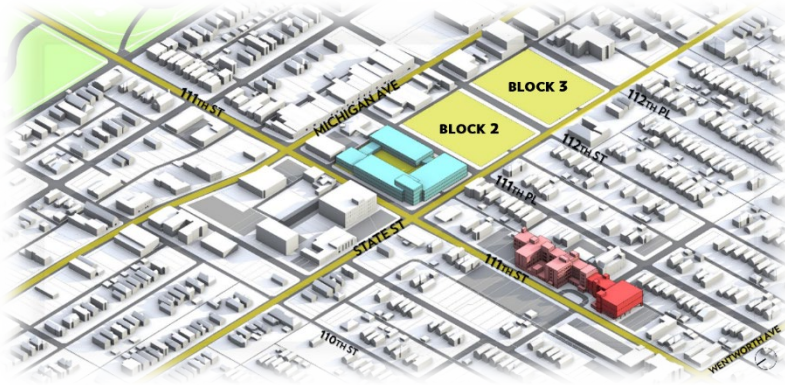 111TH ST
MICHIGAN AVE
BLOCK 3
112TH PL
BLOCK 2
112TH ST
111TH PL
STATE ST
111TH ST
110TH ST
WENTWORTH AVE